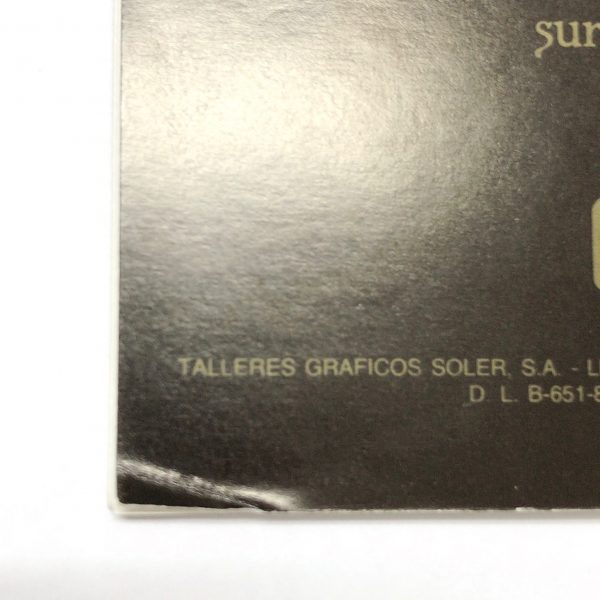 sur
TALLERES GRAFICOS SOLER, S.A. - L
D L. B-651-8